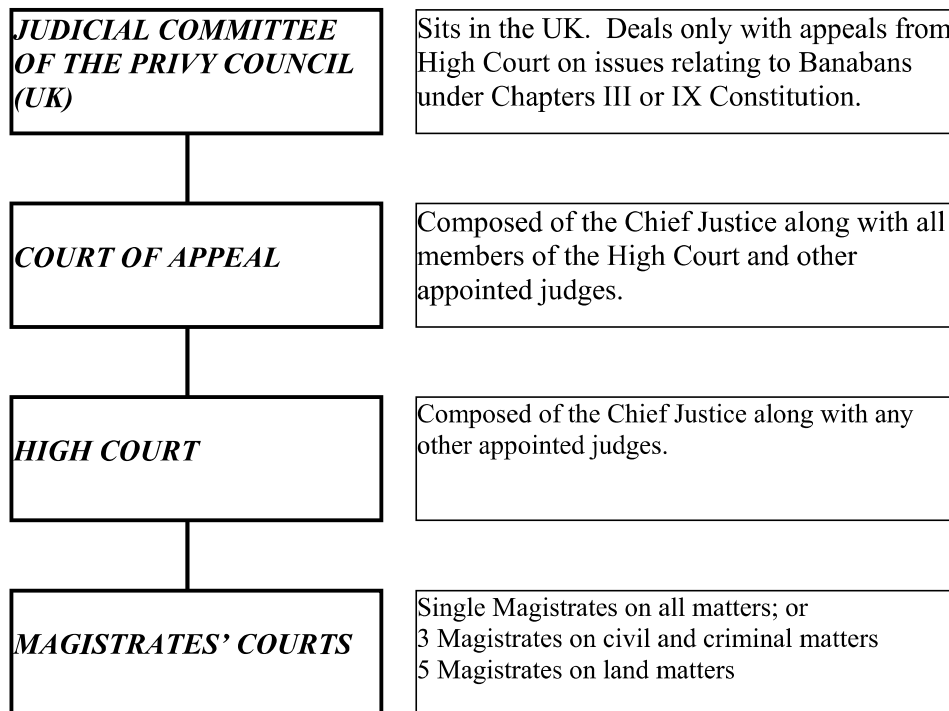 JUDICIAL COMMITTEE
OF THE PRIVY COUNCIL
(UK)
Sits in the UK.  Deals only with appeals from
High Court on issues relating to Banabans
under Chapters III or IX Constitution.
COURT OF APPEAL
Composed of the Chief Justice along with all
members of the High Court and other
appointed judges.
HIGH COURT
Composed of the Chief Justice along with any
other appointed judges.
MAGISTRATES’ COURTS
Single Magistrates on all matters; or
3 Magistrates on civil and criminal matters
5 Magistrates on land matters